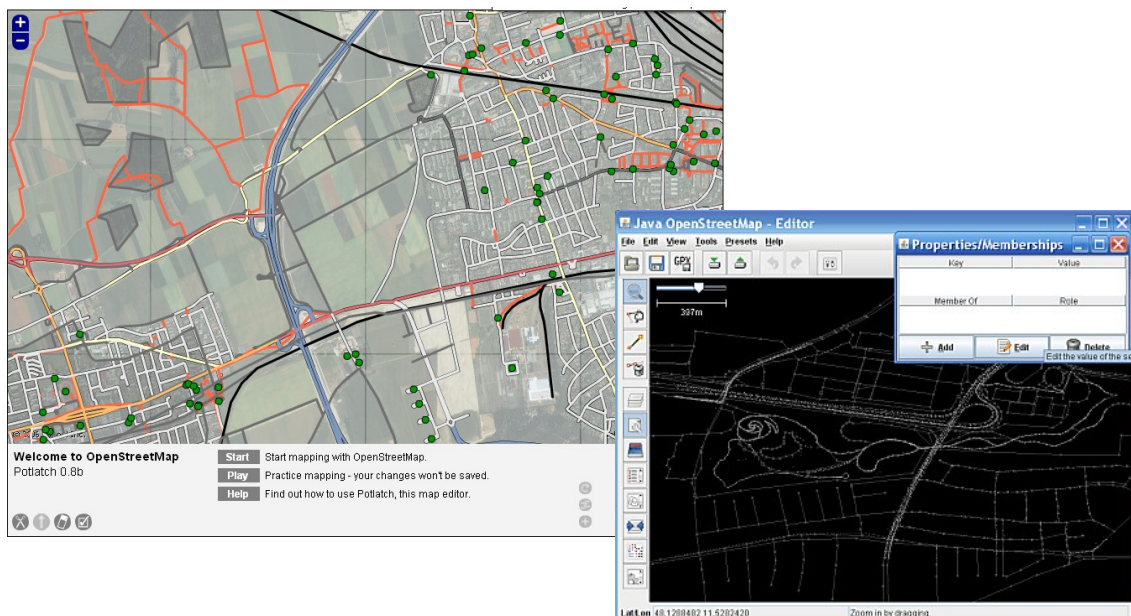 Welcome to OpenStreetMap
Potlatch 0.8b
Start Start mapping with OpenStreetMap.
Play Practice mapping - your changes won't be saved.
Help Find out how to use Potlatch, this map editor.
Java OpenStreetMap - Editor
File Edit View Tools Presets Help
GPX
397m
Properties/Memberships
Key Value
Member Of Role
Add Edit Delete
Edit the value of the se
Lat/Lon 48.1288482 11.5282428 Zoom in by dragging.